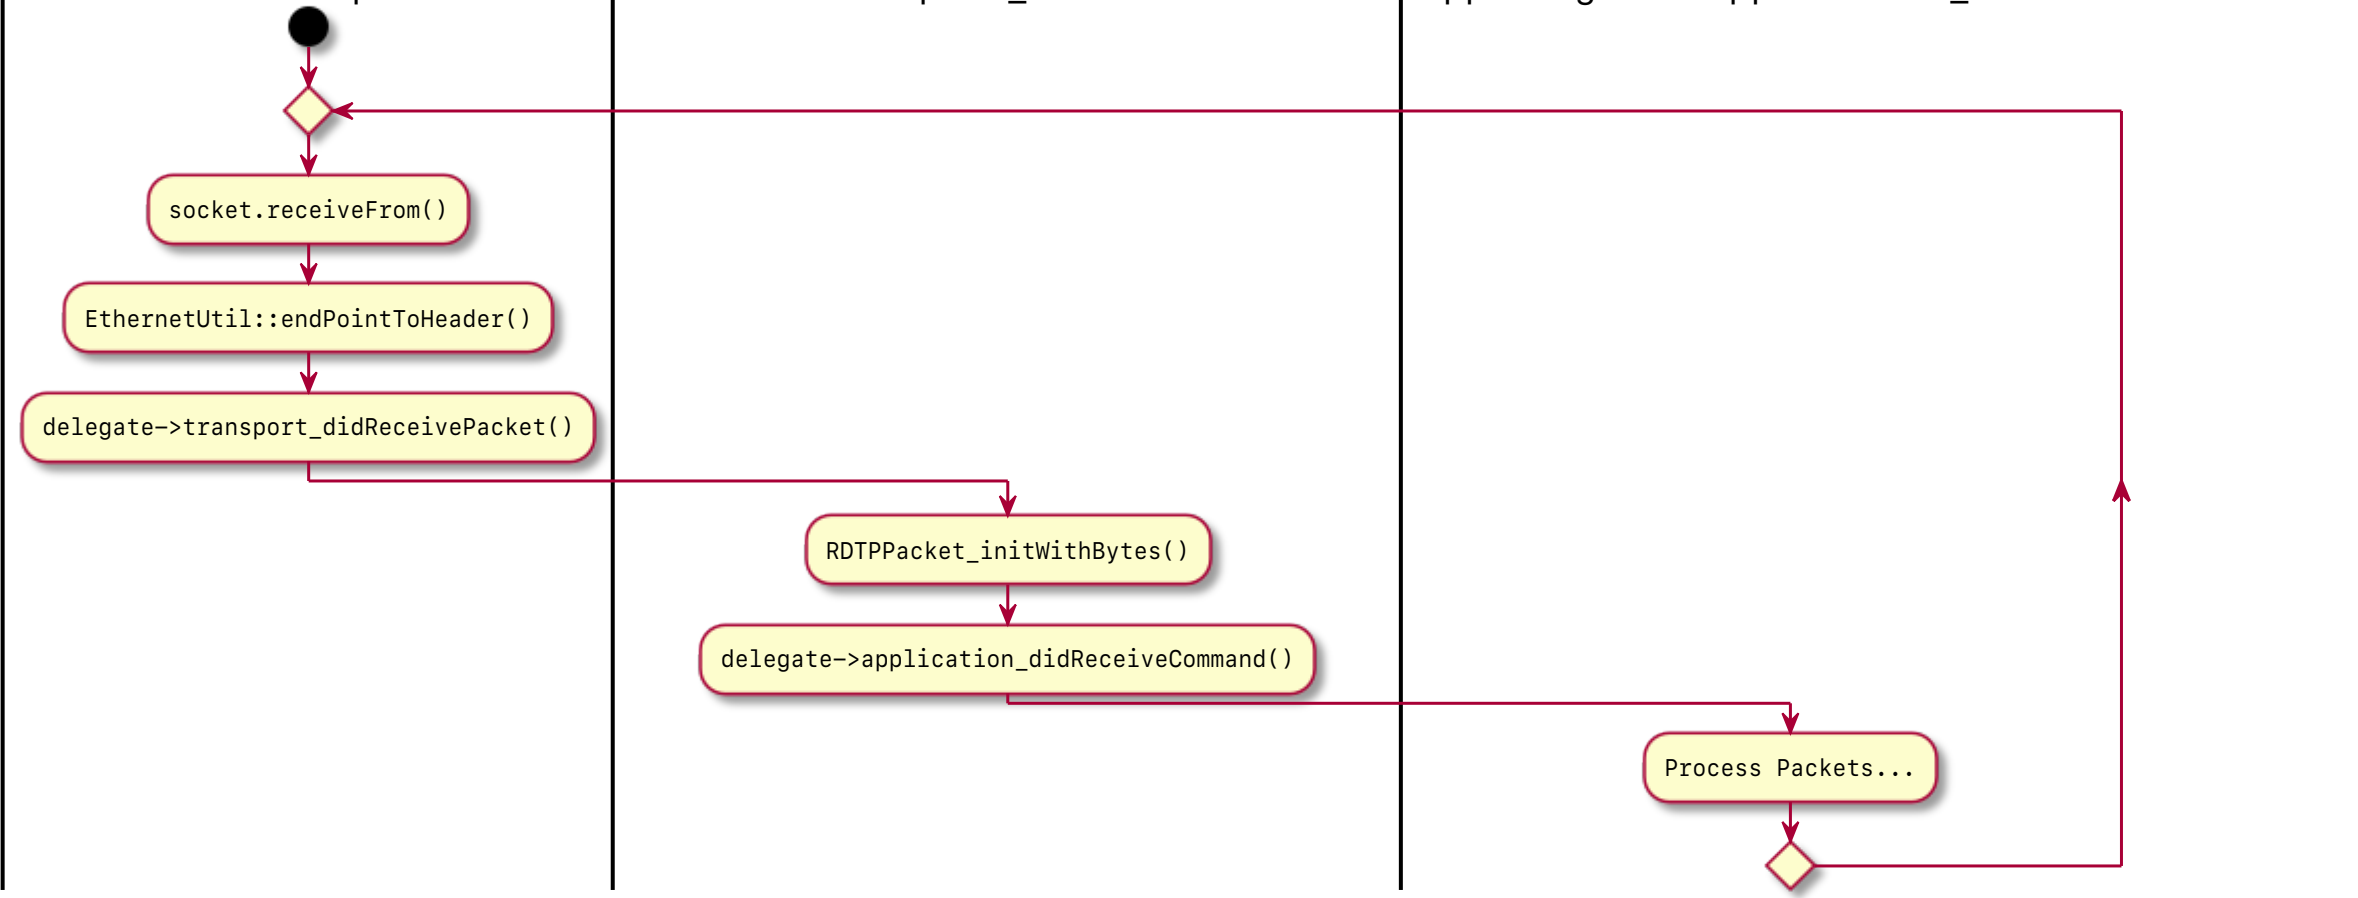 socket.receiveFrom()
EthernetUtil::endPointToHeader()
delegate->transport_didReceivePacket()
RDTPPacket_initWithBytes()
delegate->application_didReceiveCommand()
Process Packets...